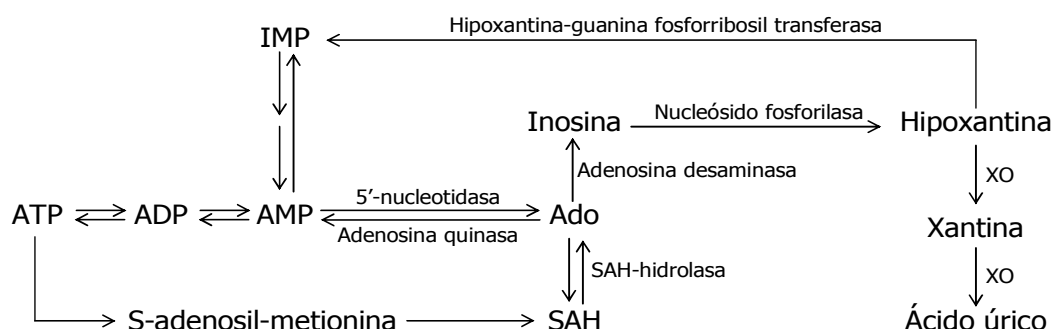 Hipoxantina-guanina fosforribosil transferasa
IMP
Inosina
Nucleósido fosforilasa
Hipoxantina
Adenosina desaminasa
XO
5′-nucleotidasa
ATP
ADP
AMP
Ado
Xantina
Adenosina quinasa
SAH-hidrolasa
XO
S-adenosil-metionina
SAH
Ácido úrico